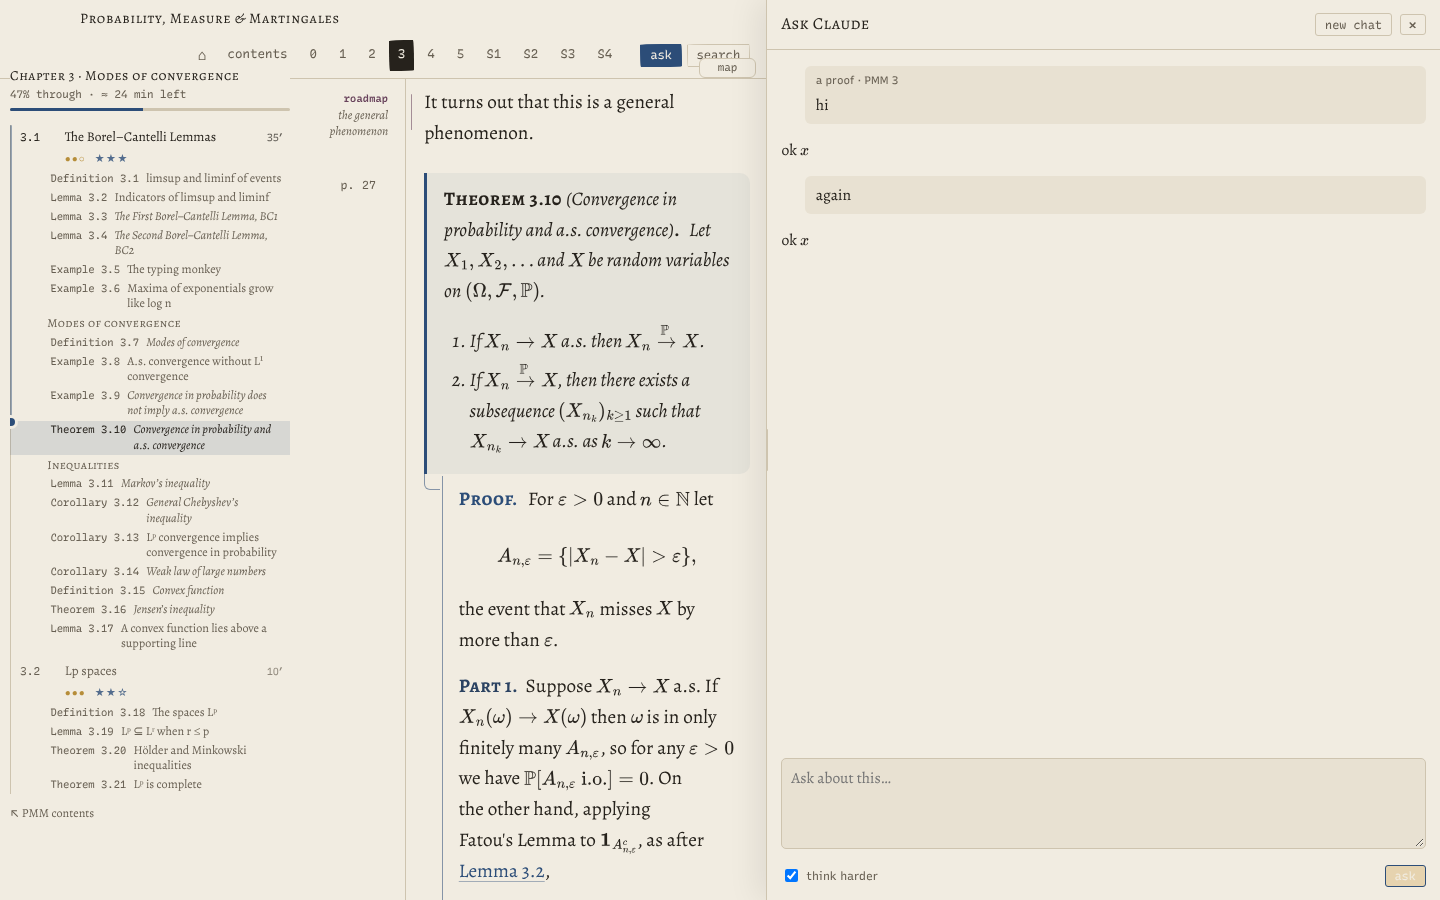 Probability, Measure & Martingales
⌂ contents 0 1 2 3 4 5 S1 S2 S3 S4 ask search
map
Chapter 3 · Modes of convergence
47% through · ≈ 24 min left
3.1 The Borel–Cantelli Lemmas 35′
●●○ ★★★
Definition 3.1 limsup and liminf of events
Lemma 3.2 Indicators of limsup and liminf
Lemma 3.3 The First Borel–Cantelli Lemma, BC1
Lemma 3.4 The Second Borel–Cantelli Lemma,
BC2
Example 3.5 The typing monkey
Example 3.6 Maxima of exponentials grow
like log n
Modes of convergence
Definition 3.7 Modes of convergence
Example 3.8 A.s. convergence without L¹
convergence
Example 3.9 Convergence in probability does
not imply a.s. convergence
Theorem 3.10 Convergence in probability and
a.s. convergence
Inequalities
Lemma 3.11 Markov's inequality
Corollary 3.12 General Chebyshev's
inequality
Corollary 3.13 Lᵖ convergence implies
convergence in probability
Corollary 3.14 Weak law of large numbers
Definition 3.15 Convex function
Theorem 3.16 Jensen's inequality
Lemma 3.17 A convex function lies above a
supporting line
3.2 Lp spaces 10′
●●● ★★☆
Definition 3.18 The spaces Lᵖ
Lemma 3.19 Lᵖ ⊆ Lʳ when r ≤ p
Theorem 3.20 Hölder and Minkowski
inequalities
Theorem 3.21 Lᵖ is complete
↸ PMM contents
roadmap
the general
phenomenon
p. 27
It turns out that this is a general
phenomenon.
Theorem 3.10 (Convergence in
probability and a.s. convergence). Let
X₁, X₂, … and X be random variables
on (Ω, ℱ, ℙ).
1. If Xₙ → X a.s. then Xₙ →^ℙ X.
2. If Xₙ →^ℙ X, then there exists a
subsequence (X_{n_k})_{k≥1} such that
X_{n_k} → X a.s. as k → ∞.
Proof. For ε > 0 and n ∈ ℕ let
A_{n,ε} = {|Xₙ − X| > ε},
the event that Xₙ misses X by
more than ε.
Part 1. Suppose Xₙ → X a.s. If
Xₙ(ω) → X(ω) then ω is in only
finitely many A_{n,ε}, so for any ε > 0
we have ℙ[A_{n,ε} i.o.] = 0. On
the other hand, applying
Fatou's Lemma to 𝟏_{A^c_{n,ε}}, as after
Lemma 3.2,
Ask Claude
new chat ×
a proof · PMM 3
hi
ok x
again
ok x
Ask about this…
think harder
ask